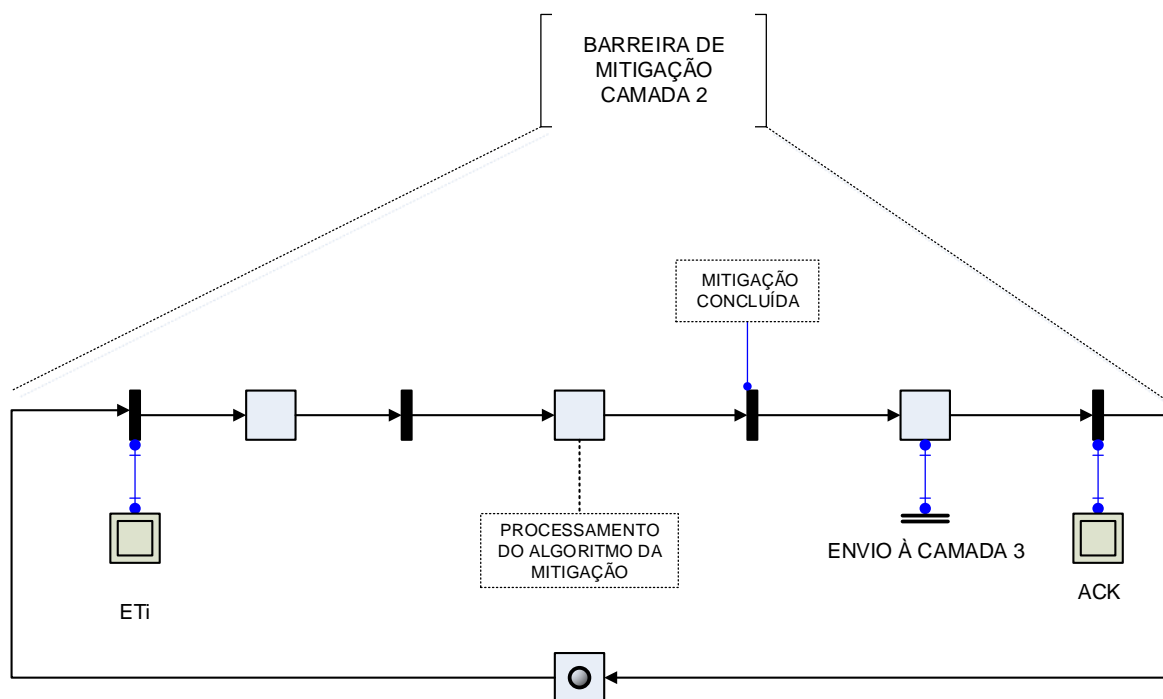 BARREIRA DE
MITIGAÇÃO
CAMADA 2
MITIGAÇÃO
CONCLUÍDA
PROCESSAMENTO
DO ALGORITMO DA
MITIGAÇÃO
ENVIO À CAMADA 3
ETi
ACK